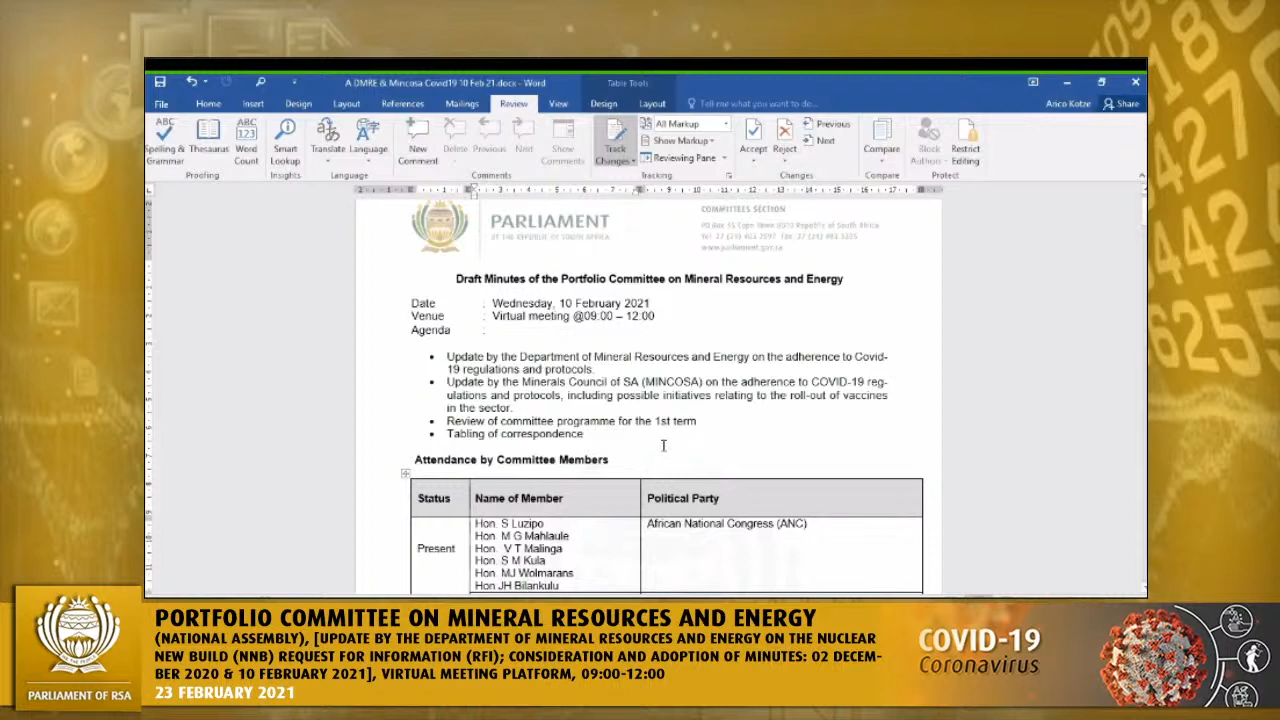 A DMRE & Mincosa Covid19 10 Feb 21.docx - Word
Table Tools
File Home Insert Design Layout References Mailings Review View Design Layout Tell me what you want to do... Arico Kotze Share
Spelling & Grammar
Thesaurus
Word Count
Smart Lookup
Translate
Language
New Comment
Delete
Previous
Next
Show Comments
Track Changes
All Markup
Show Markup
Reviewing Pane
Accept
Reject
Previous
Next
Compare
Block Authors
Restrict Editing
Proofing Insights Language Comments Tracking Changes Compare Protect
PARLIAMENT
OF THE REPUBLIC OF SOUTH AFRICA
COMMITTEES SECTION
PO Box 15 Cape Town 8000 Republic of South Africa
www.parliament.gov.za
Draft Minutes of the Portfolio Committee on Mineral Resources and Energy
Date : Wednesday, 10 February 2021
Venue : Virtual meeting @09:00 – 12:00
Agenda :
• Update by the Department of Mineral Resources and Energy on the adherence to Covid-
19 regulations and protocols.
• Update by the Minerals Council of SA (MINCOSA) on the adherence to COVID-19 reg-
ulations and protocols, including possible initiatives relating to the roll-out of vaccines
in the sector.
• Review of committee programme for the 1st term
• Tabling of correspondence
Attendance by Committee Members
Status Name of Member Political Party
Present
Hon. S Luzipo African National Congress (ANC)
Hon. M G Mahlaule
Hon. V T Malinga
Hon. S M Kula
Hon. MJ Wolmarans
Hon JH Bilankulu
PARLIAMENT OF RSA
PORTFOLIO COMMITTEE ON MINERAL RESOURCES AND ENERGY
(NATIONAL ASSEMBLY), [UPDATE BY THE DEPARTMENT OF MINERAL RESOURCES AND ENERGY ON THE NUCLEAR
NEW BUILD (NNB) REQUEST FOR INFORMATION (RFI); CONSIDERATION AND ADOPTION OF MINUTES: 02 DECEM-
BER 2020 & 10 FEBRUARY 2021], VIRTUAL MEETING PLATFORM, 09:00-12:00
23 FEBRUARY 2021
COVID-19
Coronavirus